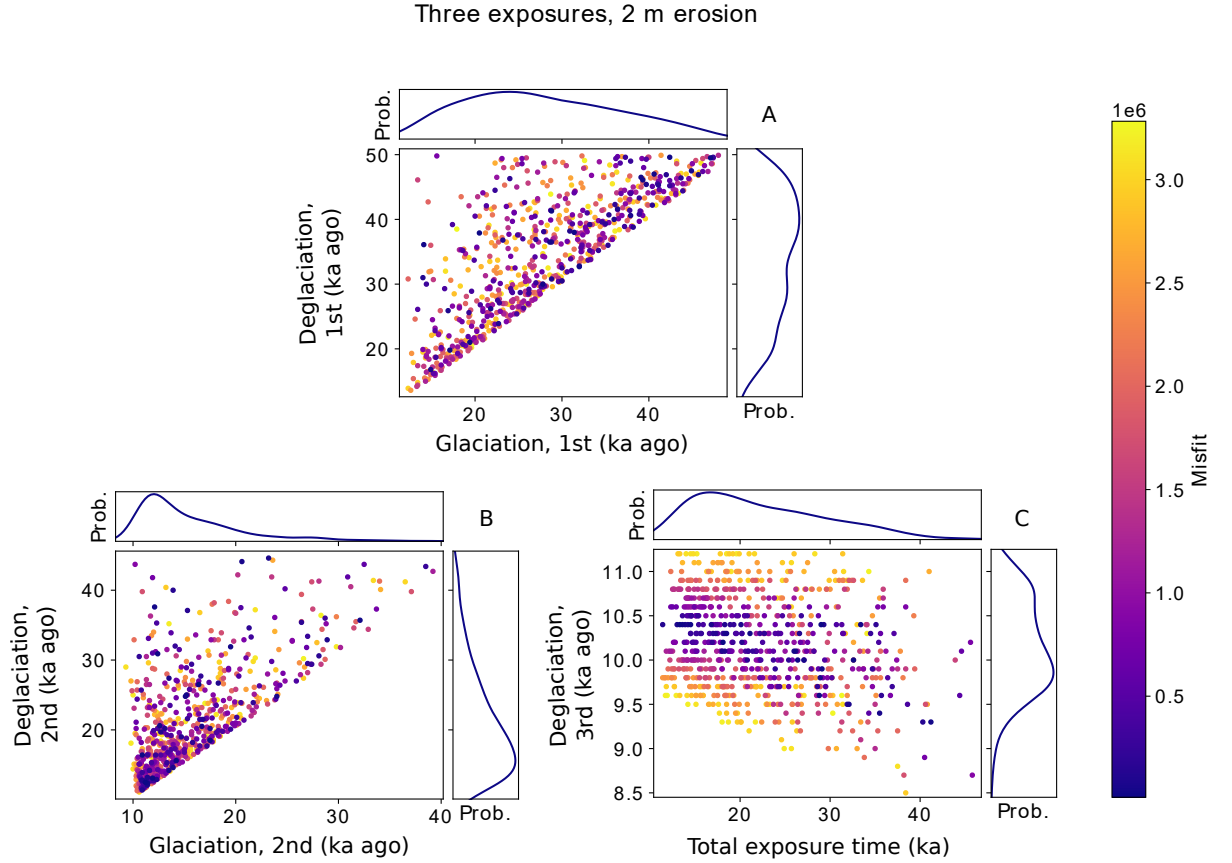 Three exposures, 2 m erosion
Prob.
A
1e6
50
40
30
20
Deglaciation,
1st (ka ago)
20 30 40
Prob.
Glaciation, 1st (ka ago)
3.0
2.5
2.0
1.5
1.0
0.5
Misfit
Prob.
B
40
30
20
Deglaciation,
2nd (ka ago)
10 20 30 40
Prob.
Glaciation, 2nd (ka ago)
Prob.
C
11.0
10.5
10.0
9.5
9.0
8.5
Deglaciation,
3rd (ka ago)
20 30 40
Prob.
Total exposure time (ka)